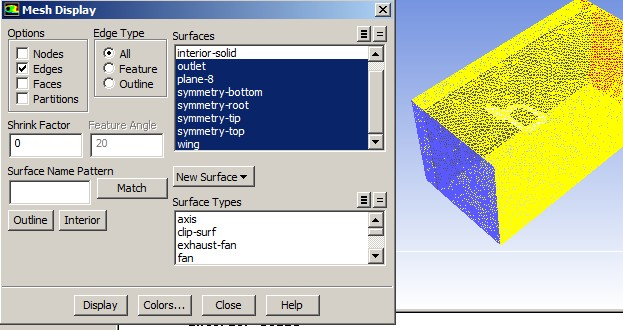 Mesh Display
Options
Nodes
Edges
Faces
Partitions
Edge Type
All
Feature
Outline
Shrink Factor
Feature Angle
0
20
Surface Name Pattern
Match
Outline
Interior
Surfaces
interior-solid
outlet
plane-8
symmetry-bottom
symmetry-root
symmetry-tip
symmetry-top
wing
New Surface
Surface Types
axis
clip-surf
exhaust-fan
fan
Display
Colors...
Close
Help